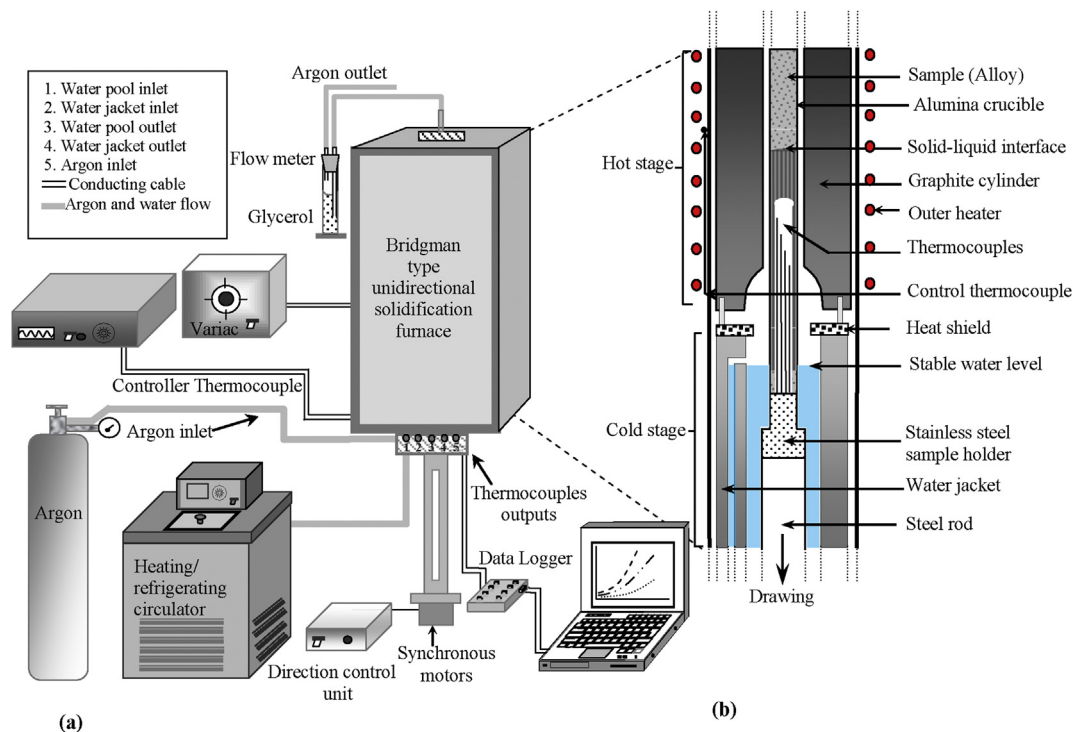 Argon outlet
1. Water pool inlet
2. Water jacket inlet
3. Water pool outlet
4. Water jacket outlet
5. Argon inlet
Conducting cable
Argon and water flow
Flow meter
Glycerol
Bridgman
type
unidirectional
solidification
furnace
Variac
Controller Thermocouple
Argon inlet
1 2 3 4 5
Thermocouples
outputs
Argon
Heating/
refrigerating
circulator
Data Logger
Direction control
unit
Synchronous
motors
(a)
Hot stage
Cold stage
Sample (Alloy)
Alumina crucible
Solid-liquid interface
Graphite cylinder
Outer heater
Thermocouples
Control thermocouple
Heat shield
Stable water level
Stainless steel
sample holder
Water jacket
Steel rod
Drawing
(b)